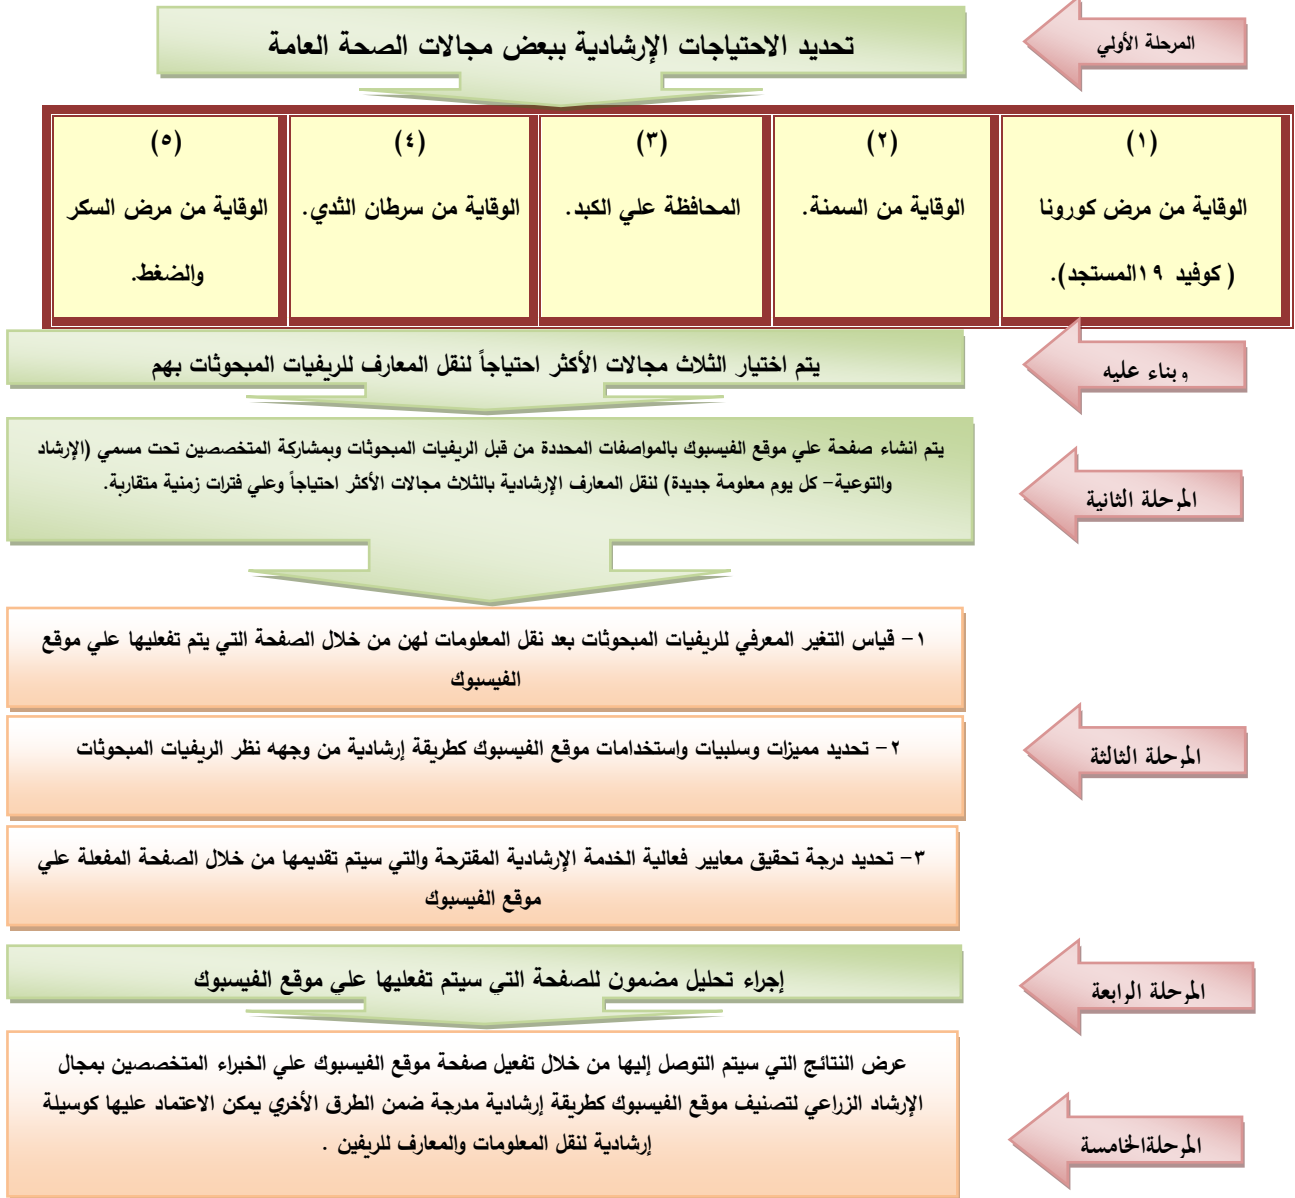 المرحلة الأولي
تحديد الاحتياجات الإرشادية ببعض مجالات الصحة العامة
(١)
الوقاية من مرض كورونا
( كوفيد ١٩المستجد).
(٢)
الوقاية من السمنة.
(٣)
المحافظة علي الكبد.
(٤)
الوقاية من سرطان الثدي.
(٥)
الوقاية من مرض السكر
والضغط.
وبناء عليه
يتم اختيار الثلاث مجالات الأكثر احتياجاً لنقل المعارف للريفيات المبحوثات بهم
المرحلة الثانية
يتم انشاء صفحة علي موقع الفيسبوك بالمواصفات المحددة من قبل الريفيات المبحوثات وبمشاركة المتخصصين تحت مسمي (الإرشاد
والتوعية- كل يوم معلومة جديدة) لنقل المعارف الإرشادية بالثلاث مجالات الأكثر احتياجاً وعلي فترات زمنية متقاربة.
المرحلة الثالثة
١- قياس التغير المعرفي للريفيات المبحوثات بعد نقل المعلومات لهن من خلال الصفحة التي يتم تفعليها علي موقع
الفيسبوك
٢- تحديد مميزات وسلبيات واستخدامات موقع الفيسبوك كطريقة إرشادية من وجهه نظر الريفيات المبحوثات
٣- تحديد درجة تحقيق معايير فعالية الخدمة الإرشادية المقترحة والتي سيتم تقديمها من خلال الصفحة المفعلة علي
موقع الفيسبوك
المرحلة الرابعة
إجراء تحليل مضمون للصفحة التي سيتم تفعليها علي موقع الفيسبوك
المرحلةالخامسة
عرض النتائج التي سيتم التوصل إليها من خلال تفعيل صفحة موقع الفيسبوك علي الخبراء المتخصصين بمجال
الإرشاد الزراعي لتصنيف موقع الفيسبوك كطريقة إرشادية مدرجة ضمن الطرق الأخري يمكن الاعتماد عليها كوسيلة
إرشادية لنقل المعلومات والمعارف للريفين .